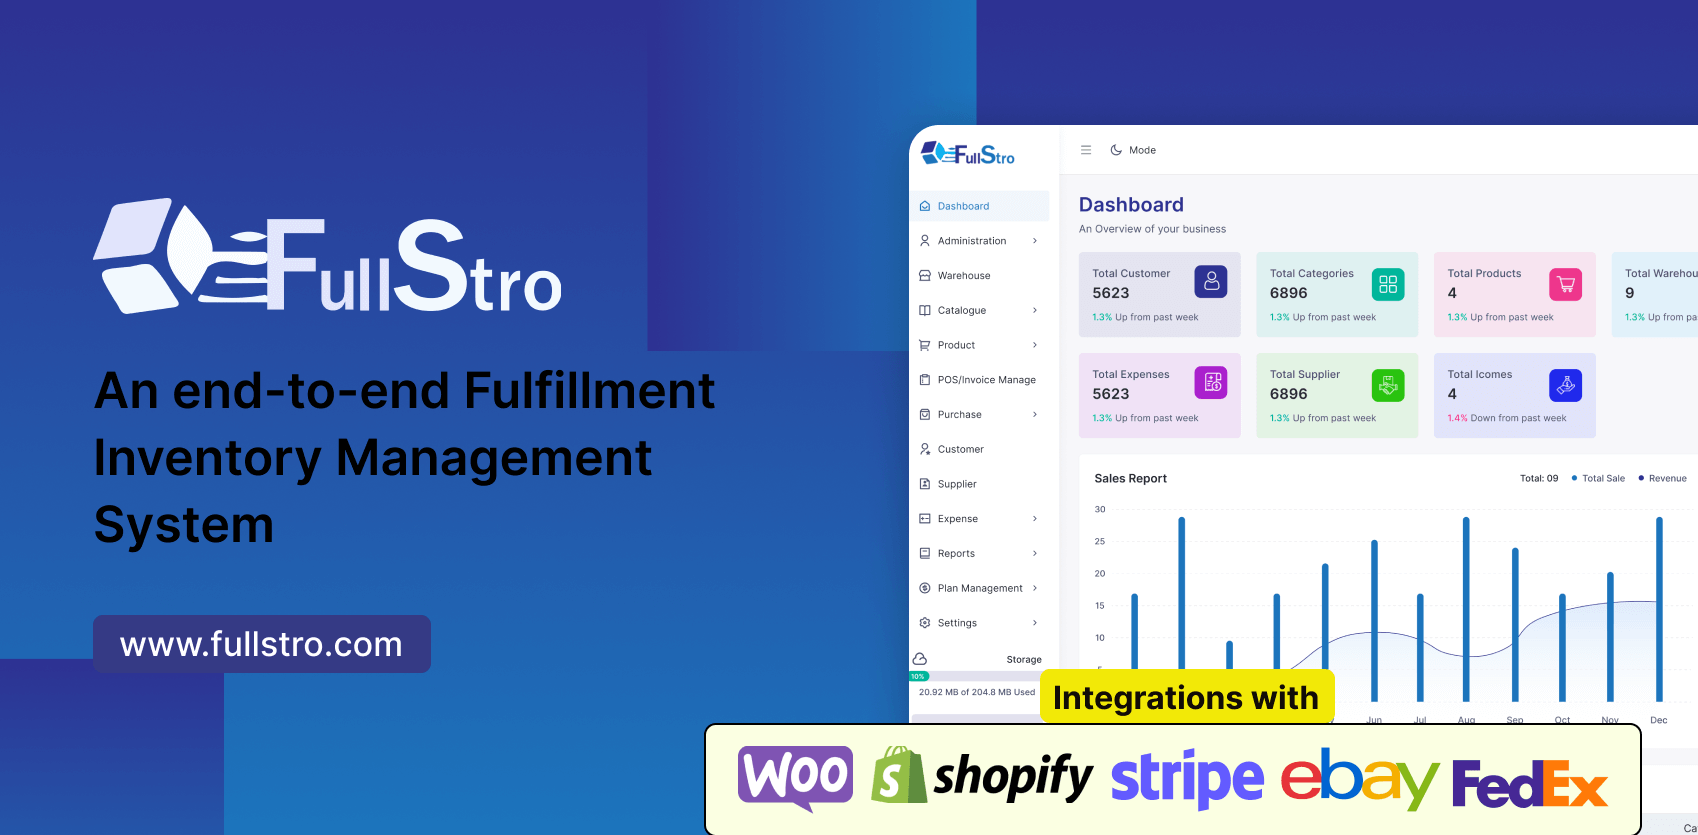 FullStro
An end-to-end Fulfillment
Inventory Management
System
www.fullstro.com
FullStro
Mode
Dashboard
Administration
Warehouse
Catalogue
Product
POS/Invoice Manage
Purchase
Customer
Supplier
Expense
Reports
Plan Management
Settings
Storage
10%
20.92 MB of 204.8 MB Used
Dashboard
An Overview of your business
Total Customer
5623
1.3% Up from past week
Total Categories
6896
1.3% Up from past week
Total Products
4
1.3% Up from past week
Total Warehou
9
1.3% Up from pa
Total Expenses
5623
1.3% Up from past week
Total Supplier
6896
1.3% Up from past week
Total Icomes
4
1.4% Down from past week
Sales Report
Total: 09 Total Sale Revenue
30
25
20
15
10
Jun Jul Aug Sep Oct Nov Dec
Integrations with
WOO shopify stripe ebay FedEx
Ca